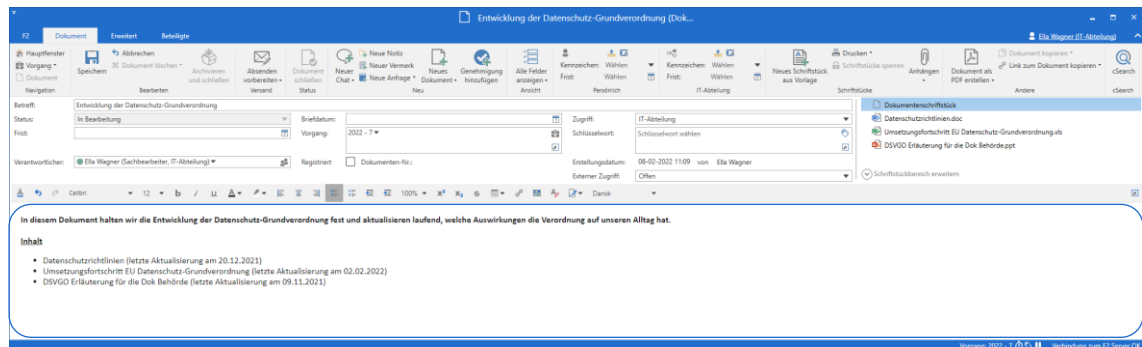 Entwicklung der Datenschutz-Grundverordnung (Dok...
F2 Dokument Erweitert Beteiligte
Ella Wagner (IT-Abteilung)
Hauptfenster
Vorgang
Dokument
Navigation
Speichern
Abbrechen
Dokument löschen
Archivieren und schließen
Bearbeiten
Absenden vorbereiten
Versand
Dokument schließen
Status
Neuer Chat
Neue Notiz
Neuer Vermerk
Neue Anfrage
Neues Dokument
Genehmigung hinzufügen
Neu
Alle Felder anzeigen
Ansicht
Kennzeichen: Wählen
Frist: Wählen
Persönlich
Kennzeichen: Wählen
Frist: Wählen
IT-Abteilung
Neues Schriftstück aus Vorlage
Drucken
Schriftstücke sperren
Anhängen
Schriftstücke
Dokument als PDF erstellen
Dokument kopieren
Link zum Dokument kopieren
Andere
cSearch
cSearch
Betreff: Entwicklung der Datenschutz-Grundverordnung
Status: In Bearbeitung Briefdatum: Zugriff: IT-Abteilung
Frist: Vorgang: 2022 - 7 Schlüsselwort: Schlüsselwort wählen
Verantwortlicher: Ella Wagner (Sachbearbeiter, IT-Abteilung) Registriert Dokumenten-Nr.: Erstellungsdatum: 08-02-2022 11:09 von Ella Wagner
Externer Zugriff: Offen
Dokumentenschriftstück
Datenschutzrichtlinien.doc
Umsetzungsfortschritt EU Datenschutz-Grundverordnung.xls
DSVGO Erläuterung für die Dok Behörde.ppt
Schriftstückbereich erweitern
Calibri 12 b i u A 100% x² x₂ Dansk
In diesem Dokument halten wir die Entwicklung der Datenschutz-Grundverordnung fest und aktualisieren laufend, welche Auswirkungen die Verordnung auf unseren Alltag hat.
Inhalt
• Datenschutzrichtlinien (letzte Aktualisierung am 20.12.2021)
• Umsetzungsfortschritt EU Datenschutz-Grundverordnung (letzte Aktualisierung am 02.02.2022)
• DSVGO Erläuterung für die Dok Behörde (letzte Aktualisierung am 09.11.2021)
Vorgang: 2022 - 7 Verbindung zum F2 Server OK